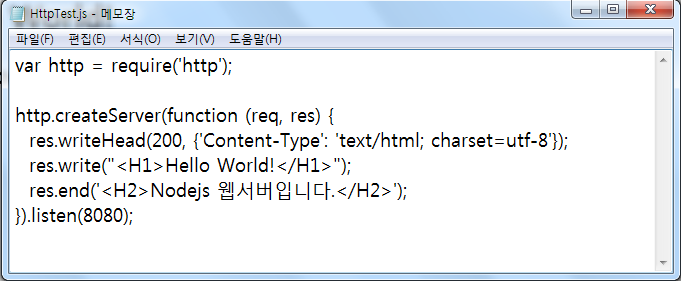 HttpTest.js - 메모장
파일(F) 편집(E) 서식(O) 보기(V) 도움말(H)
var http = require('http');
http.createServer(function (req, res) {
res.writeHead(200, {'Content-Type': 'text/html; charset=utf-8'});
res.write("<H1>Hello World!</H1>");
res.end('<H2>Nodejs 웹서버입니다.</H2>');
}).listen(8080);